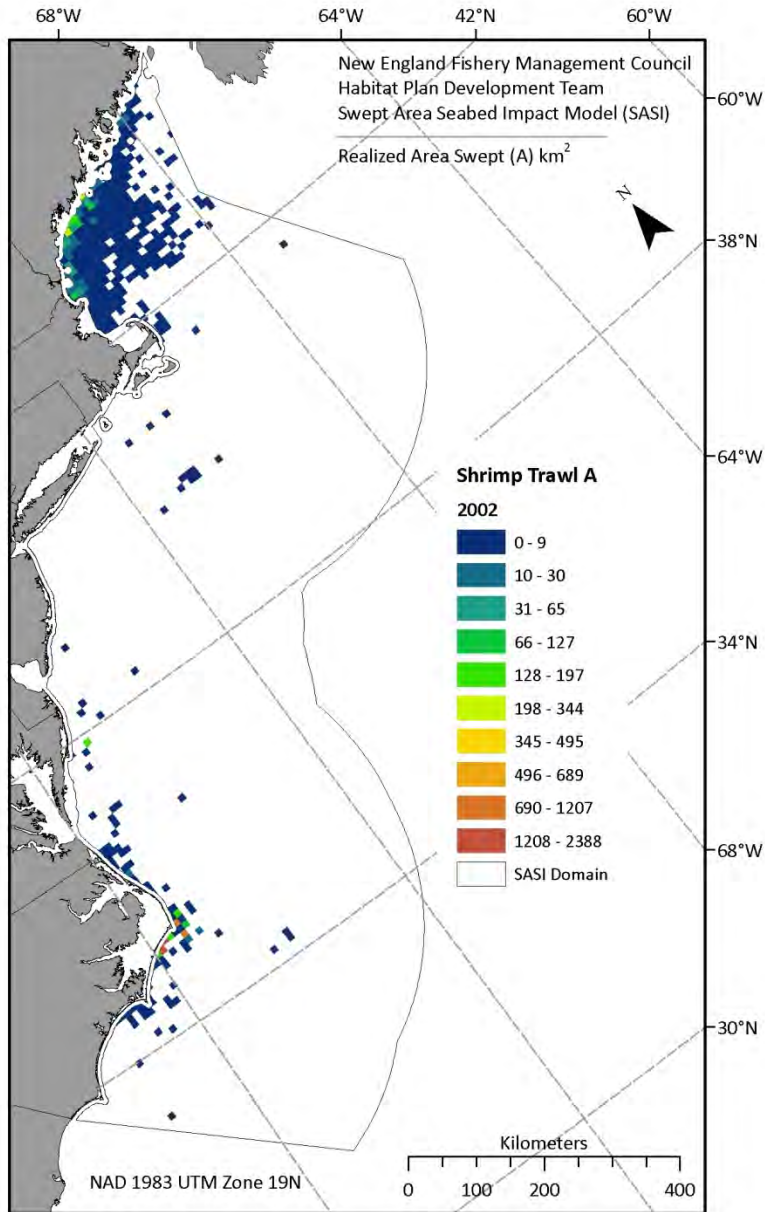 68°W 64°W 42°N 60°W
New England Fishery Management Council
Habitat Plan Development Team
Swept Area Seabed Impact Model (SASI)
Realized Area Swept (A) km²
60°W
N
38°N
64°W
Shrimp Trawl A
2002
0 - 9
10 - 30
31 - 65
66 - 127
128 - 197
198 - 344
345 - 495
496 - 689
690 - 1207
1208 - 2388
SASI Domain
34°N
68°W
30°N
Kilometers
0 100 200 400
NAD 1983 UTM Zone 19N